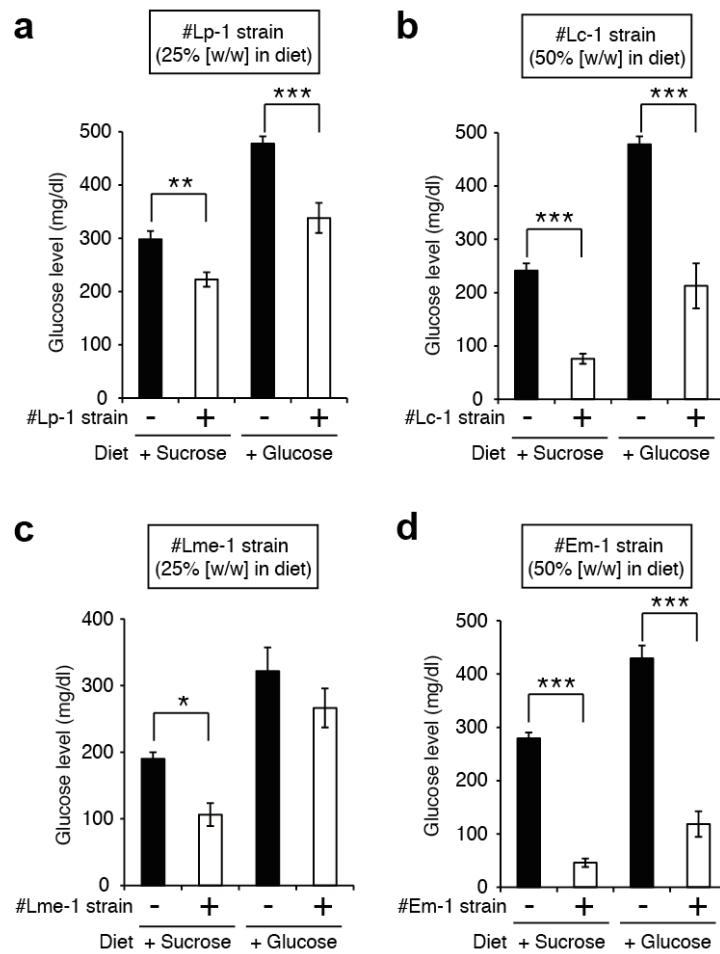 a
#Lp-1 strain
(25% [w/w] in diet)
***
**
Glucose level (mg/dl)
500
400
300
200
100
0
#Lp-1 strain - + - +
Diet + Sucrose + Glucose
b
#Lc-1 strain
(50% [w/w] in diet)
***
***
Glucose level (mg/dl)
500
400
300
200
100
0
#Lc-1 strain - + - +
Diet + Sucrose + Glucose
c
#Lme-1 strain
(25% [w/w] in diet)
*
Glucose level (mg/dl)
400
300
200
100
0
#Lme-1 strain - + - +
Diet + Sucrose + Glucose
d
#Em-1 strain
(50% [w/w] in diet)
***
***
Glucose level (mg/dl)
500
400
300
200
100
0
#Em-1 strain - + - +
Diet + Sucrose + Glucose